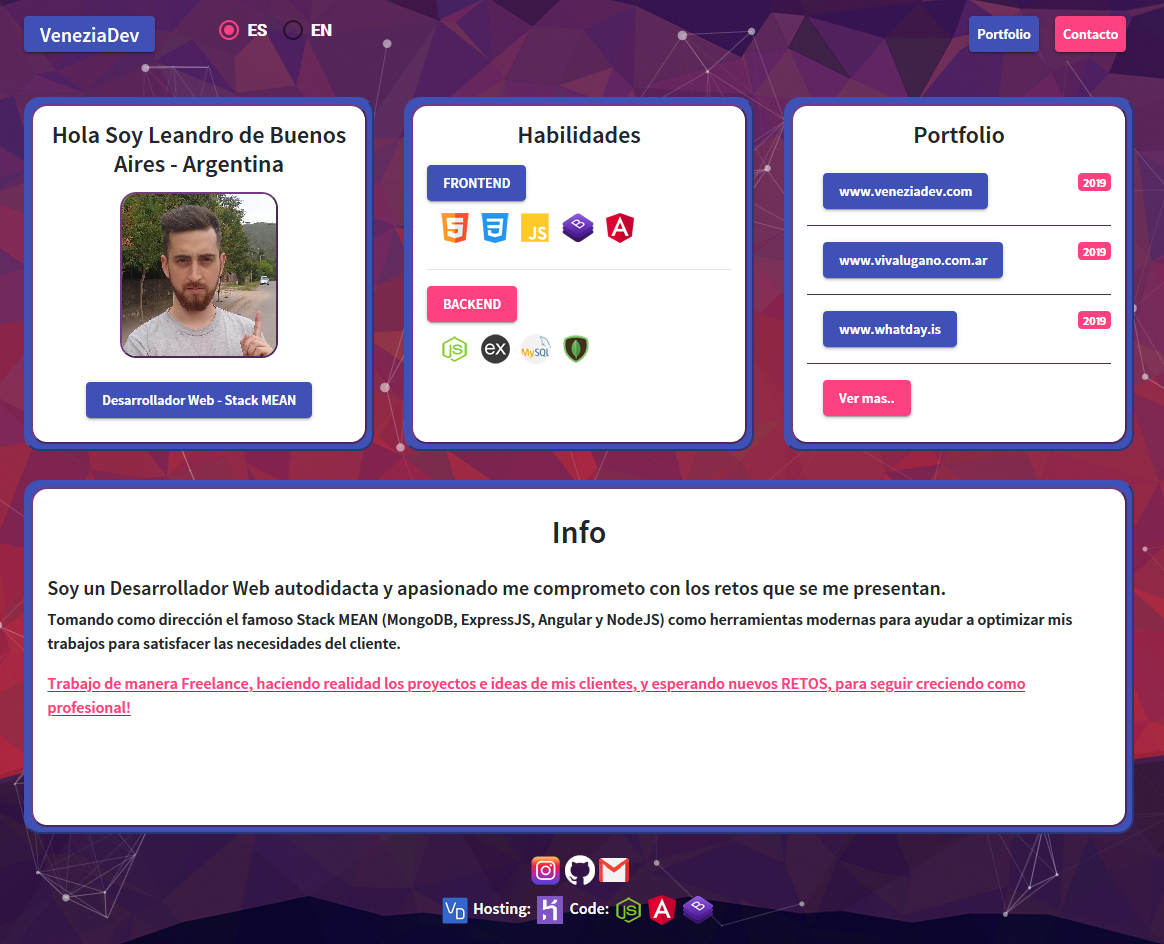 VeneziaDev
ES
EN
Portfolio
Contacto
Hola Soy Leandro de Buenos
Aires - Argentina
Desarrollador Web - Stack MEAN
Habilidades
FRONTEND
5
3
JS
B
A
BACKEND
JS
ex
MySQL
Portfolio
www.veneziadev.com
2019
www.vivalugano.com.ar
2019
www.whatday.is
2019
Ver mas..
Info
Soy un Desarrollador Web autodidacta y apasionado me comprometo con los retos que se me presentan.
Tomando como dirección el famoso Stack MEAN (MongoDB, ExpressJS, Angular y NodeJS) como herramientas modernas para ayudar a optimizar mis
trabajos para satisfacer las necesidades del cliente.
Trabajo de manera Freelance, haciendo realidad los proyectos e ideas de mis clientes, y esperando nuevos RETOS, para seguir creciendo como
profesional!
VD Hosting: Code: JS A B